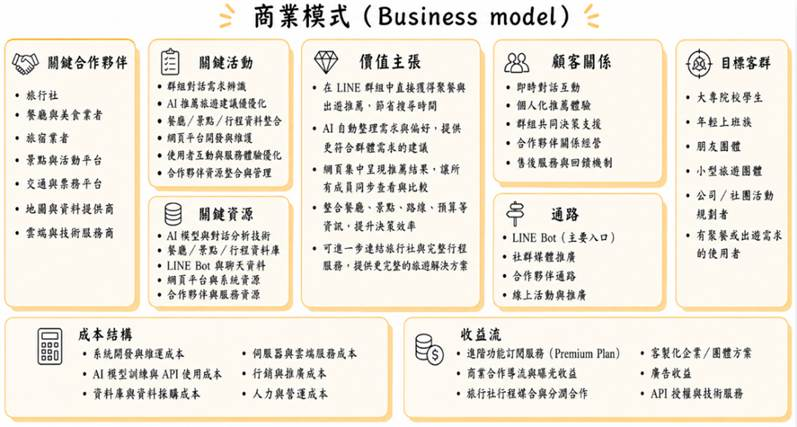 商業模式（Business model）
關鍵合作夥伴
• 旅行社
• 餐廳與美食業者
• 旅宿業者
• 景點與活動平台
• 交通與票務平台
• 地圖與資料提供商
• 雲端與技術服務商
關鍵活動
• 群組對話需求辨識
• AI 推薦旅遊建議優優化
• 餐廳／景點／行程資料整合
• 網頁平台開發與維護
• 使用者互動與服務體驗優化
• 合作夥伴資源整合與管理
關鍵資源
• AI 模型與對話分析技術
• 餐廳／景點／行程資料庫
• LINE Bot 與聊天資料
• 網頁平台與系統資源
• 合作夥伴與服務資源
價值主張
• 在 LINE 群組中直接獲得聚餐與
出遊推薦，節省搜尋時間
• AI 自動整理需求與偏好，提供
更符合群體需求的建議
• 網頁集中呈現推薦結果，讓所
有成員同步查看與比較
• 整合餐廳、景點、路線、預算等
資訊，提升決策效率
• 可進一步連結旅行社與完整行程
服務，提供更完整的旅遊解決方案
顧客關係
• 即時對話互動
• 個人化推薦體驗
• 群組共同決策支援
• 合作夥伴關係經營
• 售後服務與回饋機制
通路
• LINE Bot（主要入口）
• 社群媒體推廣
• 合作夥伴通路
• 線上活動與推廣
目標客群
• 大專院校學生
• 年輕上班族
• 朋友團體
• 小型旅遊團體
• 公司／社團活動
規劃者
• 有聚餐或出遊需求
的使用者
成本結構
• 系統開發與維運成本
• AI 模型訓練與 API 使用成本
• 資料庫與資料採購成本
• 伺服器與雲端服務成本
• 行銷與推廣成本
• 人力與營運成本
收益流
• 進階功能訂閱服務（Premium Plan）
• 商業合作導流與曝光收益
• 旅行社行程媒合與分潤合作
• 客製化企業／團體方案
• 廣告收益
• API 授權與技術服務